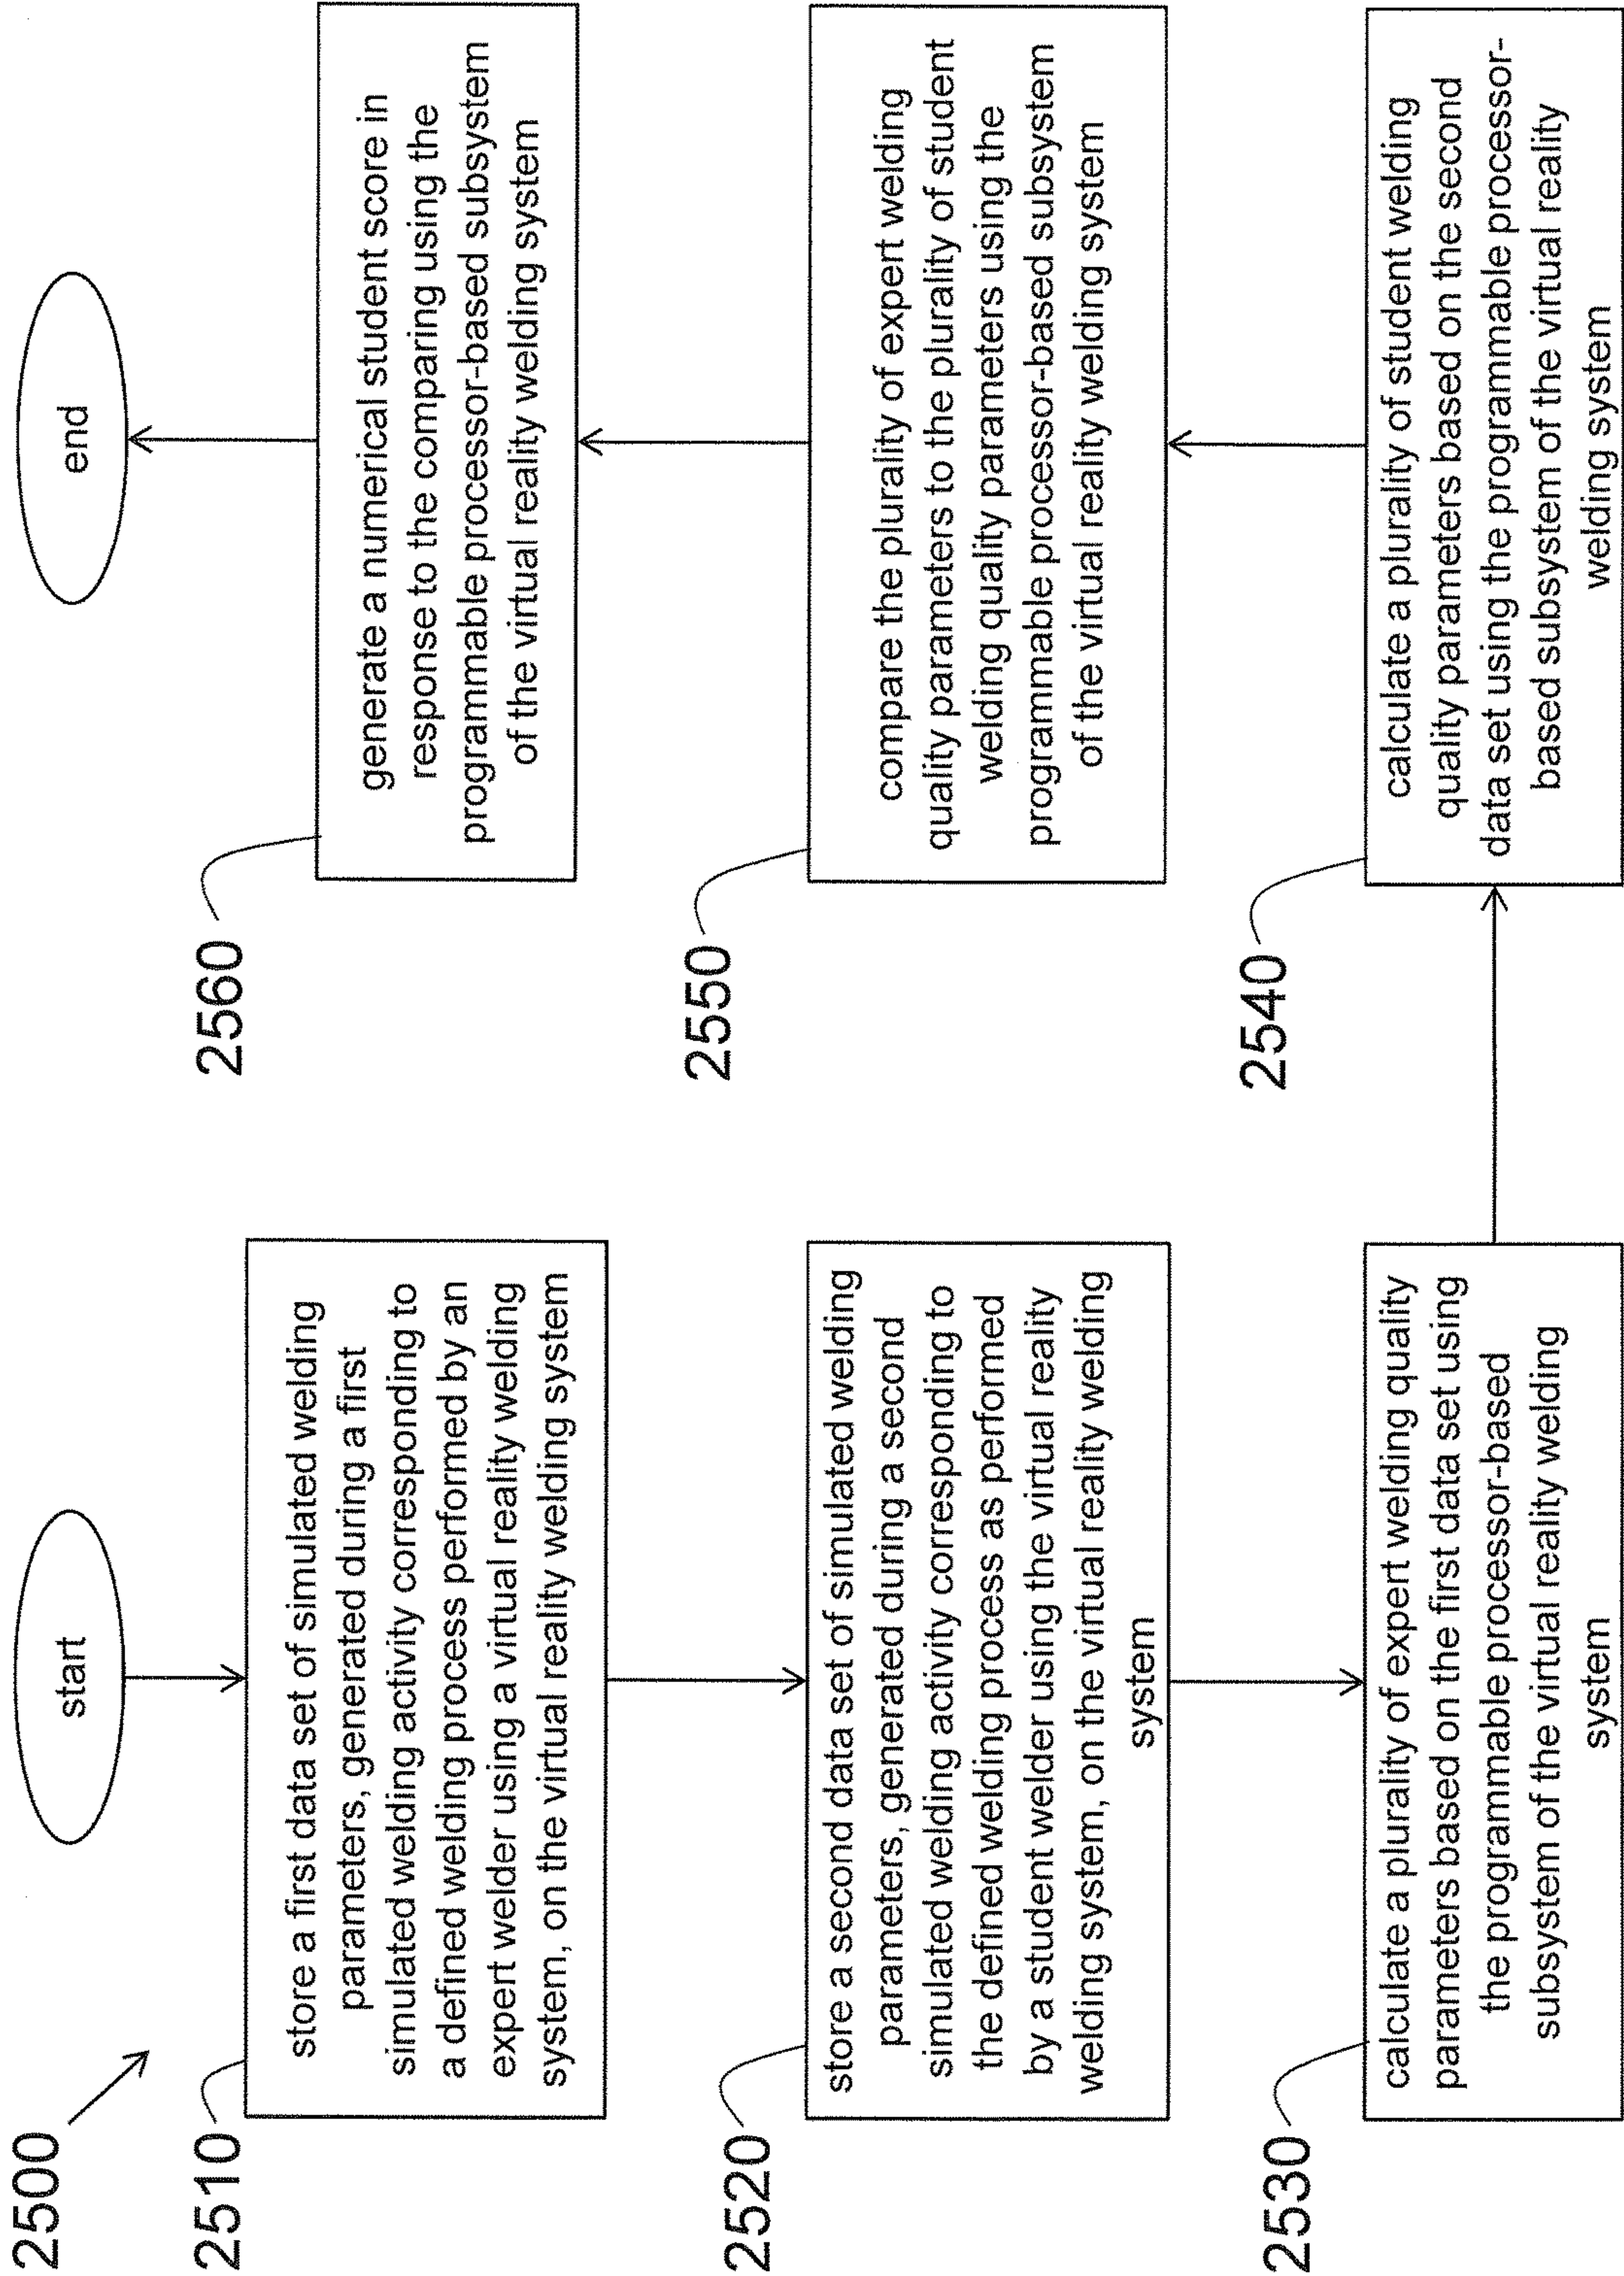 2500
start
2510
store a first data set of simulated welding
parameters, generated during a first
simulated welding activity corresponding to
a defined welding process performed by an
expert welder using a virtual reality welding
system, on the virtual reality welding system
2520
store a second data set of simulated welding
parameters, generated during a second
simulated welding activity corresponding to
the defined welding process as performed
by a student welder using the virtual reality
welding system, on the virtual reality welding
system
2530
calculate a plurality of expert welding quality
parameters based on the first data set using
the programmable processor-based
subsystem of the virtual reality welding
system
2540
calculate a plurality of student welding
quality parameters based on the second
data set using the programmable processor-
based subsystem of the virtual reality
welding system
2550
compare the plurality of expert welding
quality parameters to the plurality of student
welding quality parameters using the
programmable processor-based subsystem
of the virtual reality welding system
2560
generate a numerical student score in
response to the comparing using the
programmable processor-based subsystem
of the virtual reality welding system
end